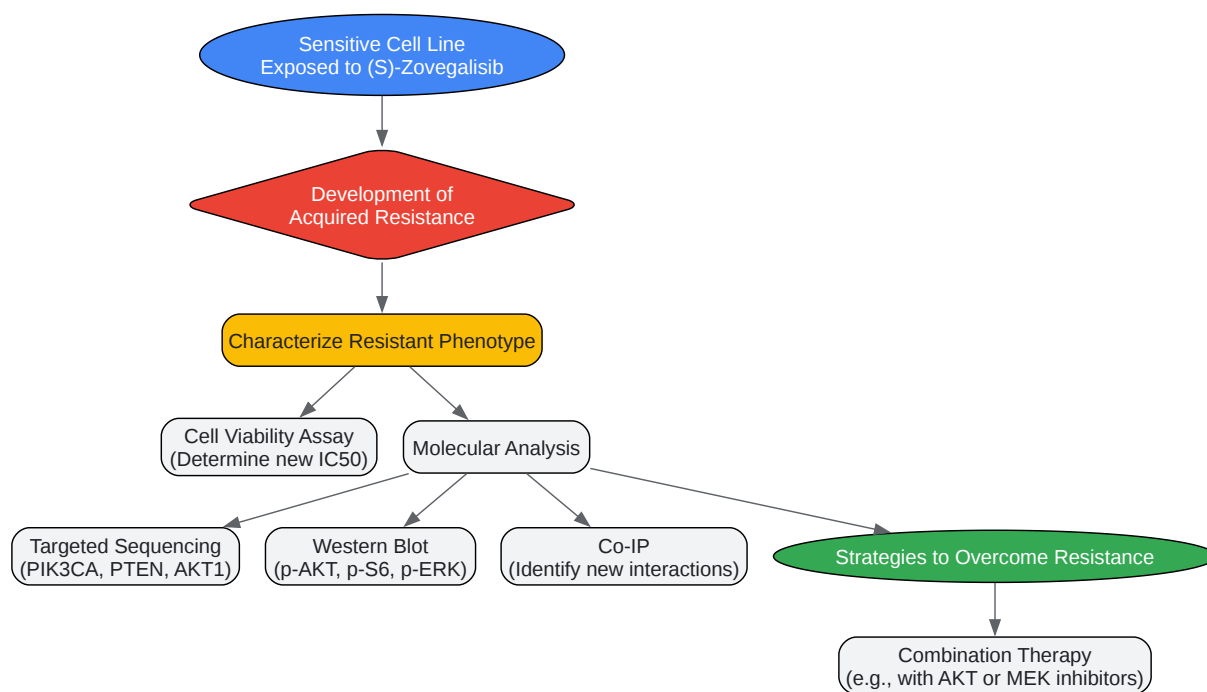 Sensitive Cell Line
Exposed to (S)-Zovegalisib
Development of
Acquired Resistance
Characterize Resistant Phenotype
Cell Viability Assay
(Determine new IC50)
Molecular Analysis
Targeted Sequencing
(PIK3CA, PTEN, AKT1)
Western Blot
(p-AKT, p-S6, p-ERK)
Co-IP
(Identify new interactions)
Strategies to Overcome Resistance
Combination Therapy
(e.g., with AKT or MEK inhibitors)